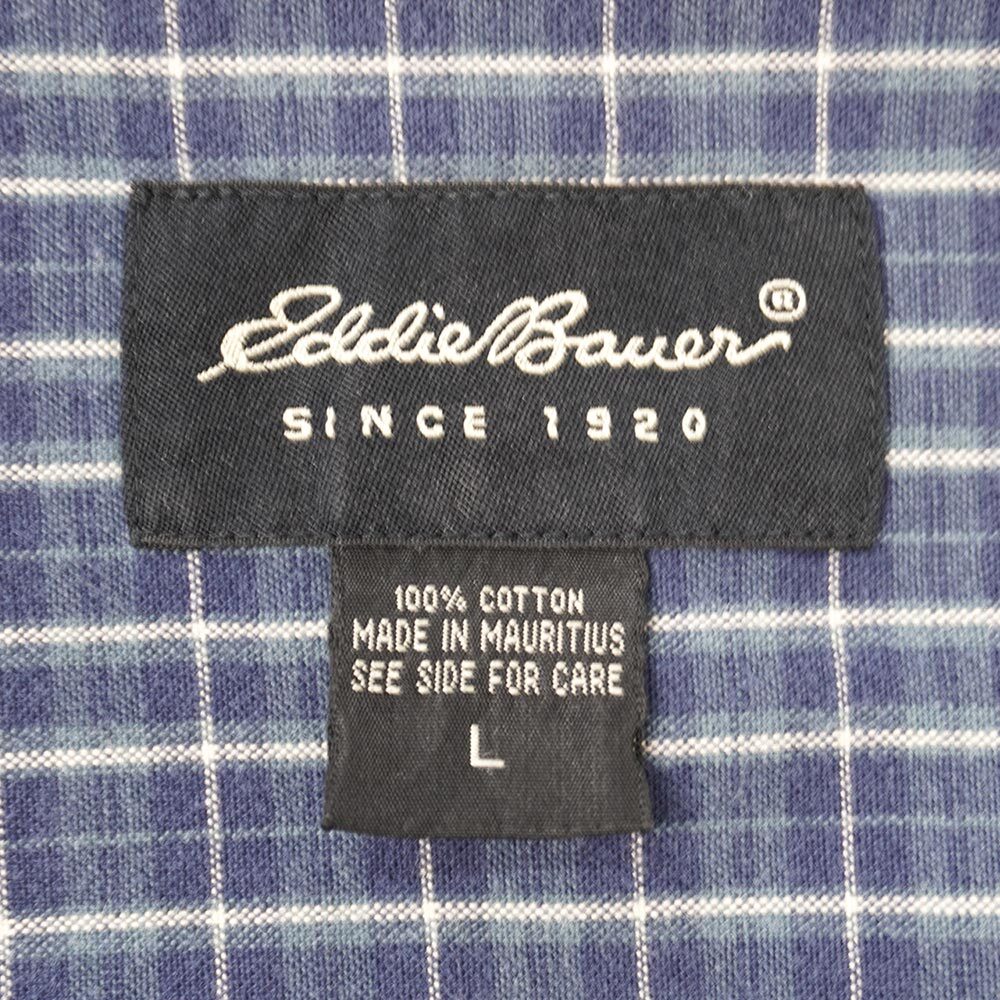 Eddie Bauer®
SINCE 1920
100% COTTON
MADE IN MAURITIUS
SEE SIDE FOR CARE
L